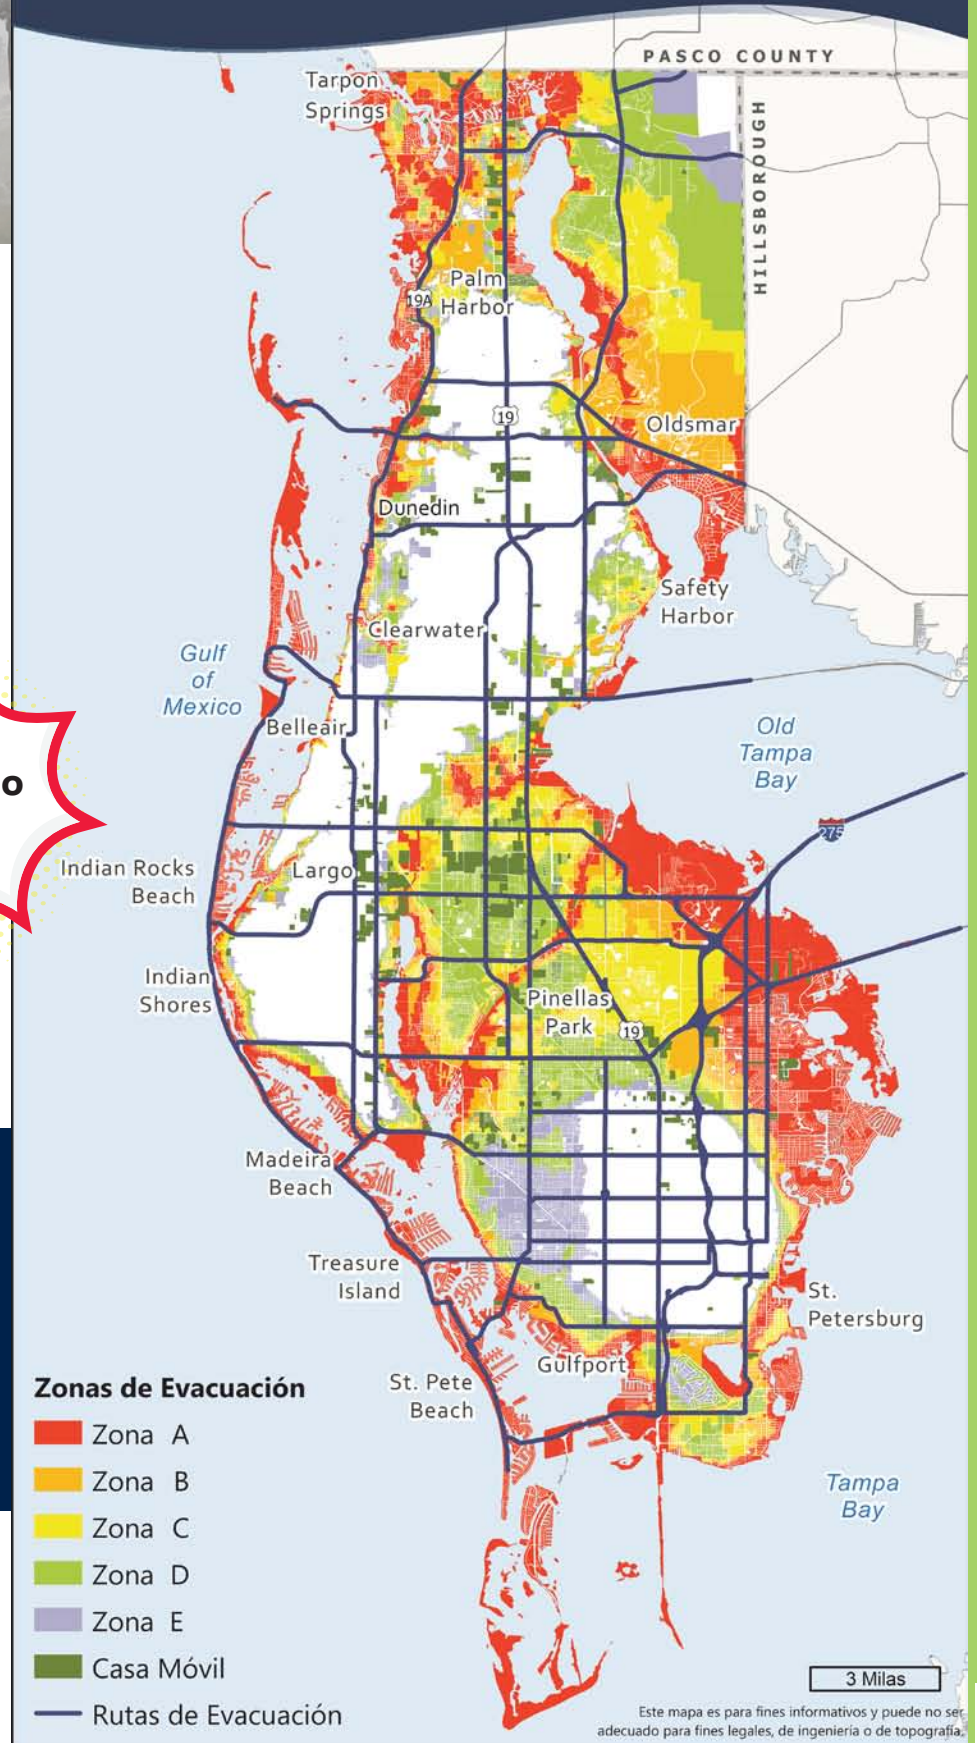 PASCO COUNTY
HILLSBOROUGH
Tarpon
Springs
Palm
Harbor
19A
19
Oldsmar
Dunedin
Safety
Harbor
Clearwater
Gulf
of
Mexico
Belleair
Old
Tampa
Bay
o
275
Indian Rocks
Beach
Largo
Indian
Shores
Pinellas
Park
19
Madeira
Beach
Treasure
Island
St.
Petersburg
Gulfport
St. Pete
Beach
Tampa
Bay
Zonas de Evacuación
Zona A
Zona B
Zona C
Zona D
Zona E
Casa Móvil
Rutas de Evacuación
3 Milas
Este mapa es para fines informativos y puede no ser
adecuado para fines legales, de ingeniería o de topografía.